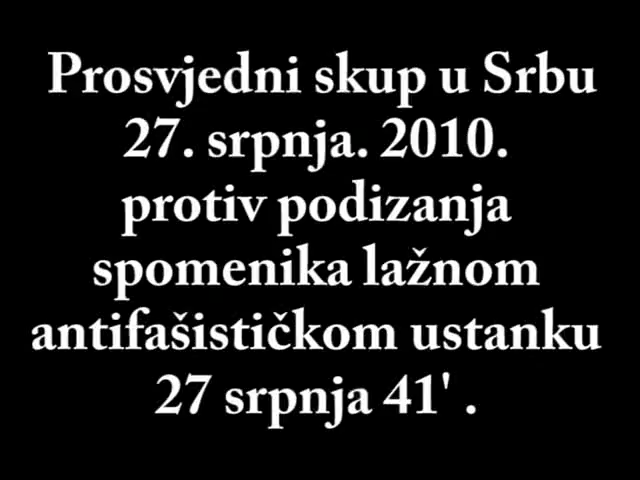 Prosvjedni skup u Srbu
27. srpnja. 2010.
protiv podizanja
spomenika lažnom
antifašističkom ustanku
27 srpnja 41' .